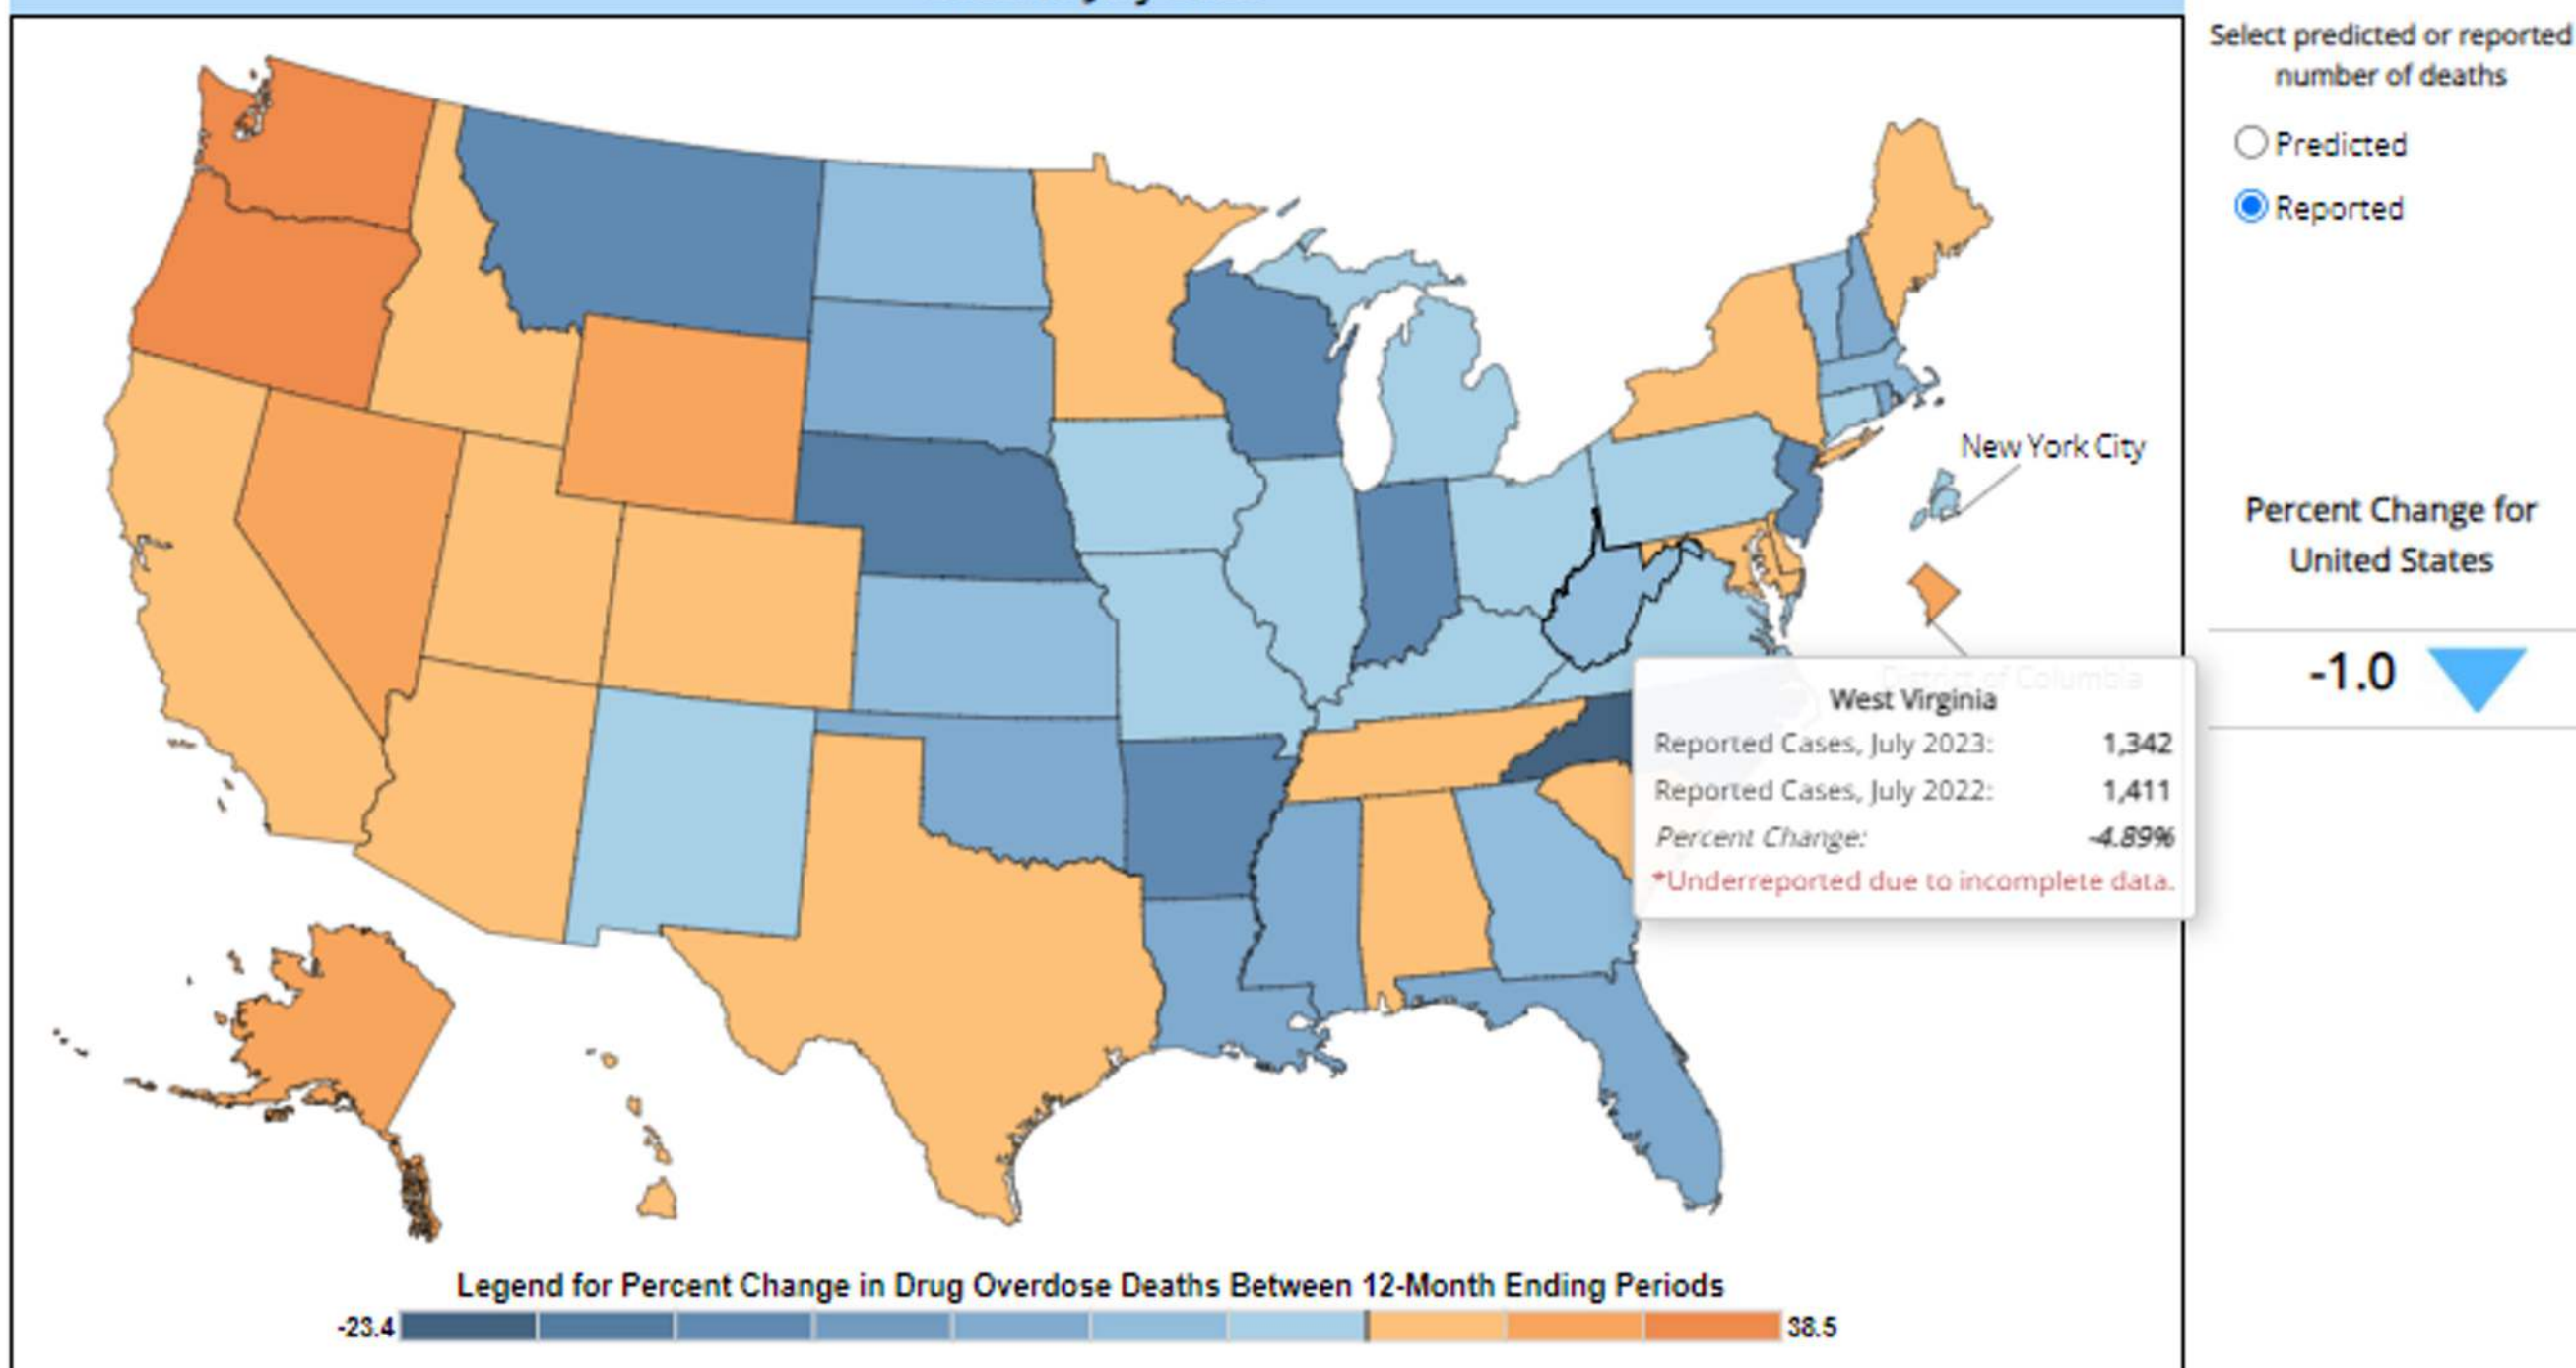 Select predicted or reported
number of deaths
Predicted
Reported
New York City
Percent Change for
United States
-1.0
District of Columbia
West Virginia
Reported Cases, July 2023: 1,342
Reported Cases, July 2022: 1,411
Percent Change: -4.89%
*Underreported due to incomplete data.
Legend for Percent Change in Drug Overdose Deaths Between 12-Month Ending Periods
-23.4 38.5